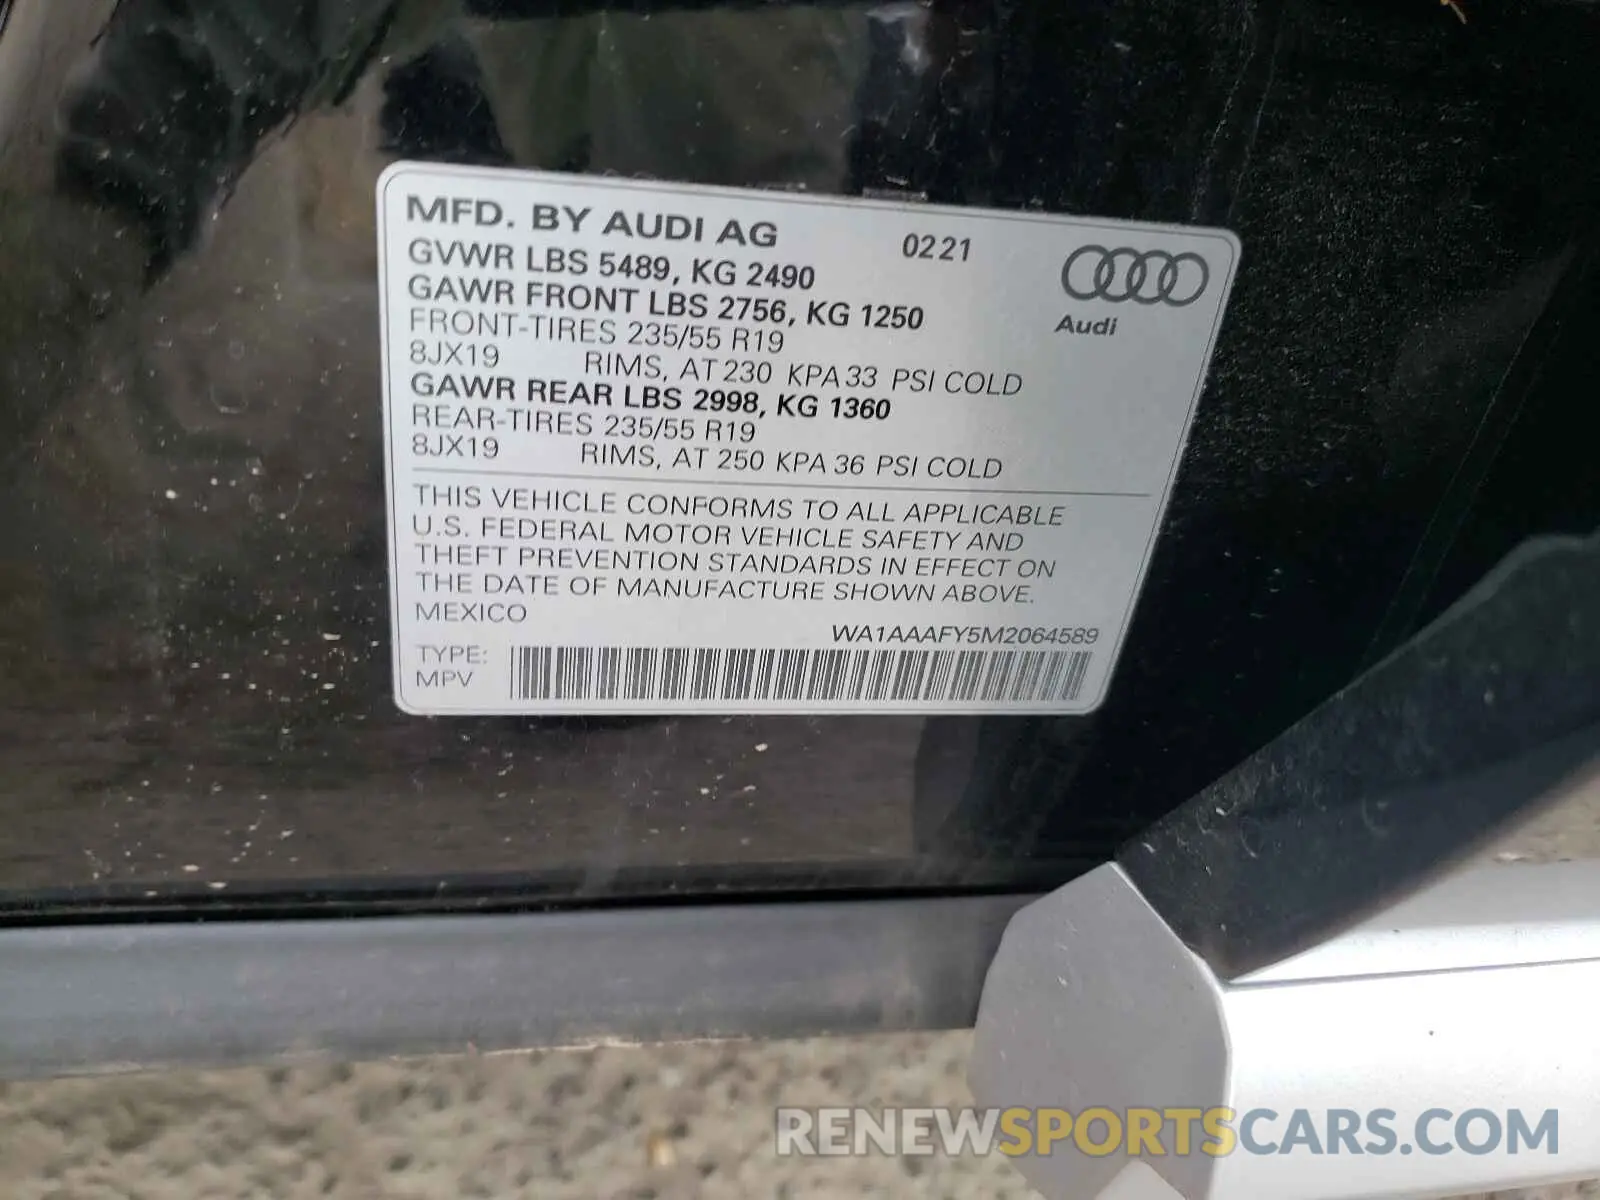 MFD. BY AUDI AG 0221
GVWR LBS 5489, KG 2490
GAWR FRONT LBS 2756, KG 1250
FRONT-TIRES 235/55 R19
8JX19 RIMS, AT 230 KPA 33 PSI COLD
GAWR REAR LBS 2998, KG 1360
REAR-TIRES 235/55 R19
8JX19 RIMS, AT 250 KPA 36 PSI COLD
Audi
THIS VEHICLE CONFORMS TO ALL APPLICABLE
U.S. FEDERAL MOTOR VEHICLE SAFETY AND
THEFT PREVENTION STANDARDS IN EFFECT ON
THE DATE OF MANUFACTURE SHOWN ABOVE.
MEXICO
WA1AAAFY5M2064589
TYPE:
MPV
RENEWSPORTSCARS.COM